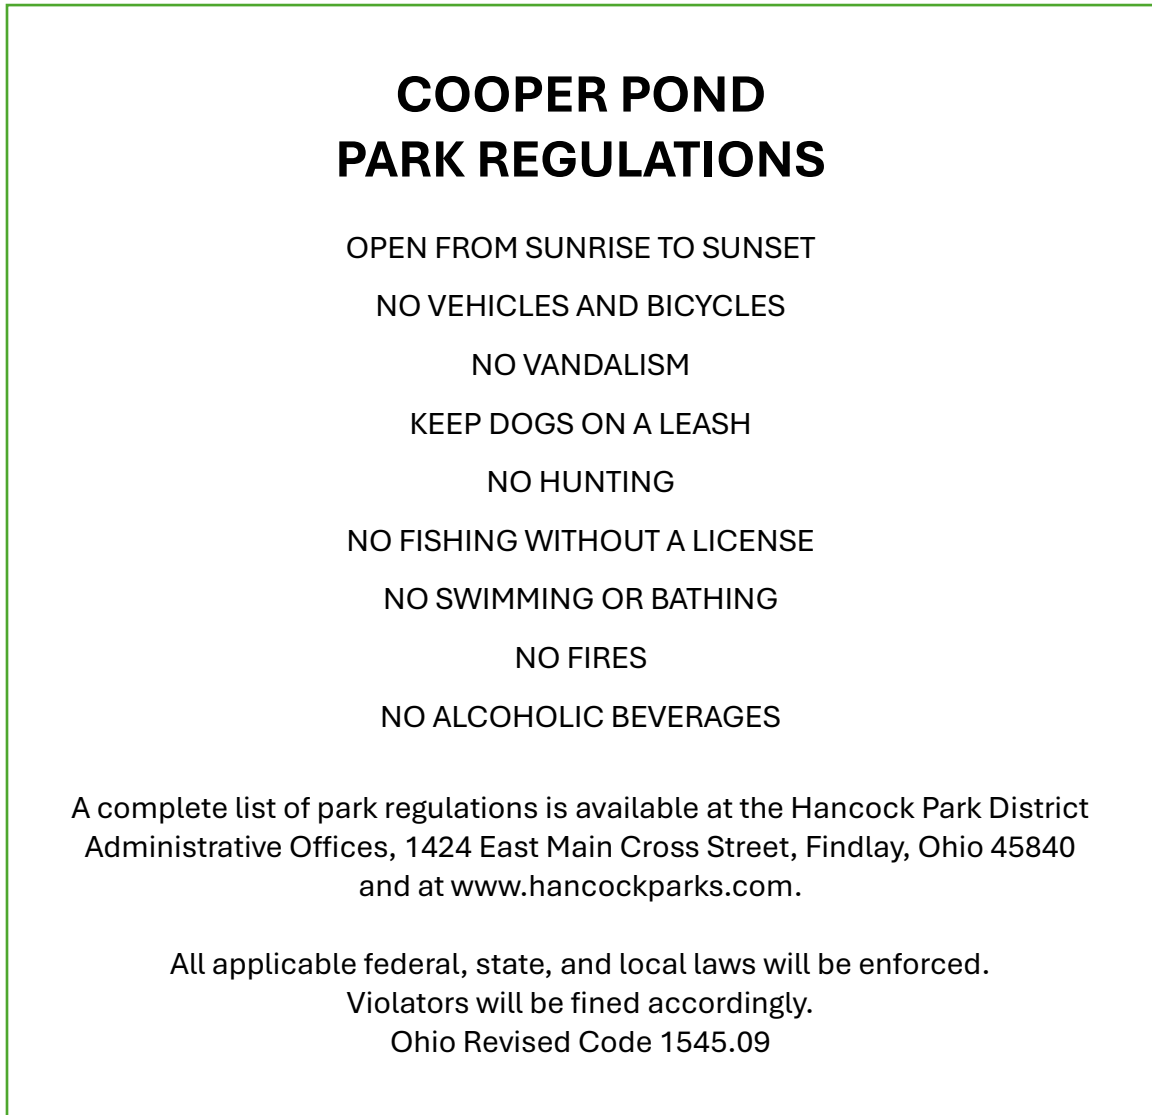 COOPER POND
PARK REGULATIONS
OPEN FROM SUNRISE TO SUNSET
NO VEHICLES AND BICYCLES
NO VANDALISM
KEEP DOGS ON A LEASH
NO HUNTING
NO FISHING WITHOUT A LICENSE
NO SWIMMING OR BATHING
NO FIRES
NO ALCOHOLIC BEVERAGES
A complete list of park regulations is available at the Hancock Park District
Administrative Offices, 1424 East Main Cross Street, Findlay, Ohio 45840
and at www.hancockparks.com.
All applicable federal, state, and local laws will be enforced.
Violators will be fined accordingly.
Ohio Revised Code 1545.09